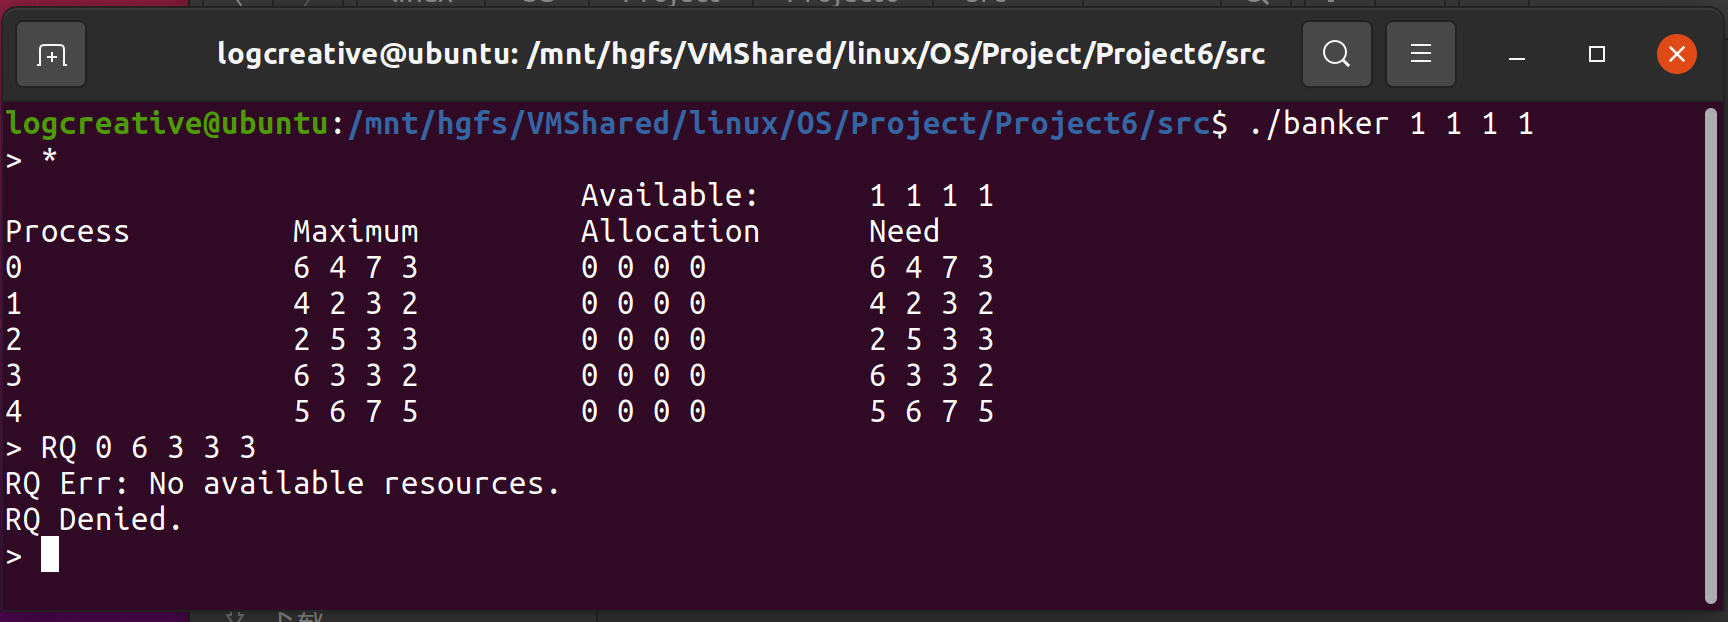 logcreative@ubuntu: /mnt/hgfs/VMShared/linux/OS/Project/Project6/src
logcreative@ubuntu:/mnt/hgfs/VMShared/linux/OS/Project/Project6/src$ ./banker 1 1 1 1
> *
Available: 1 1 1 1
Process Maximum Allocation Need
0 6 4 7 3 0 0 0 0 6 4 7 3
1 4 2 3 2 0 0 0 0 4 2 3 2
2 2 5 3 3 0 0 0 0 2 5 3 3
3 6 3 3 2 0 0 0 0 6 3 3 2
4 5 6 7 5 0 0 0 0 5 6 7 5
> RQ 0 6 3 3 3
RQ Err: No available resources.
RQ Denied.
>
下载